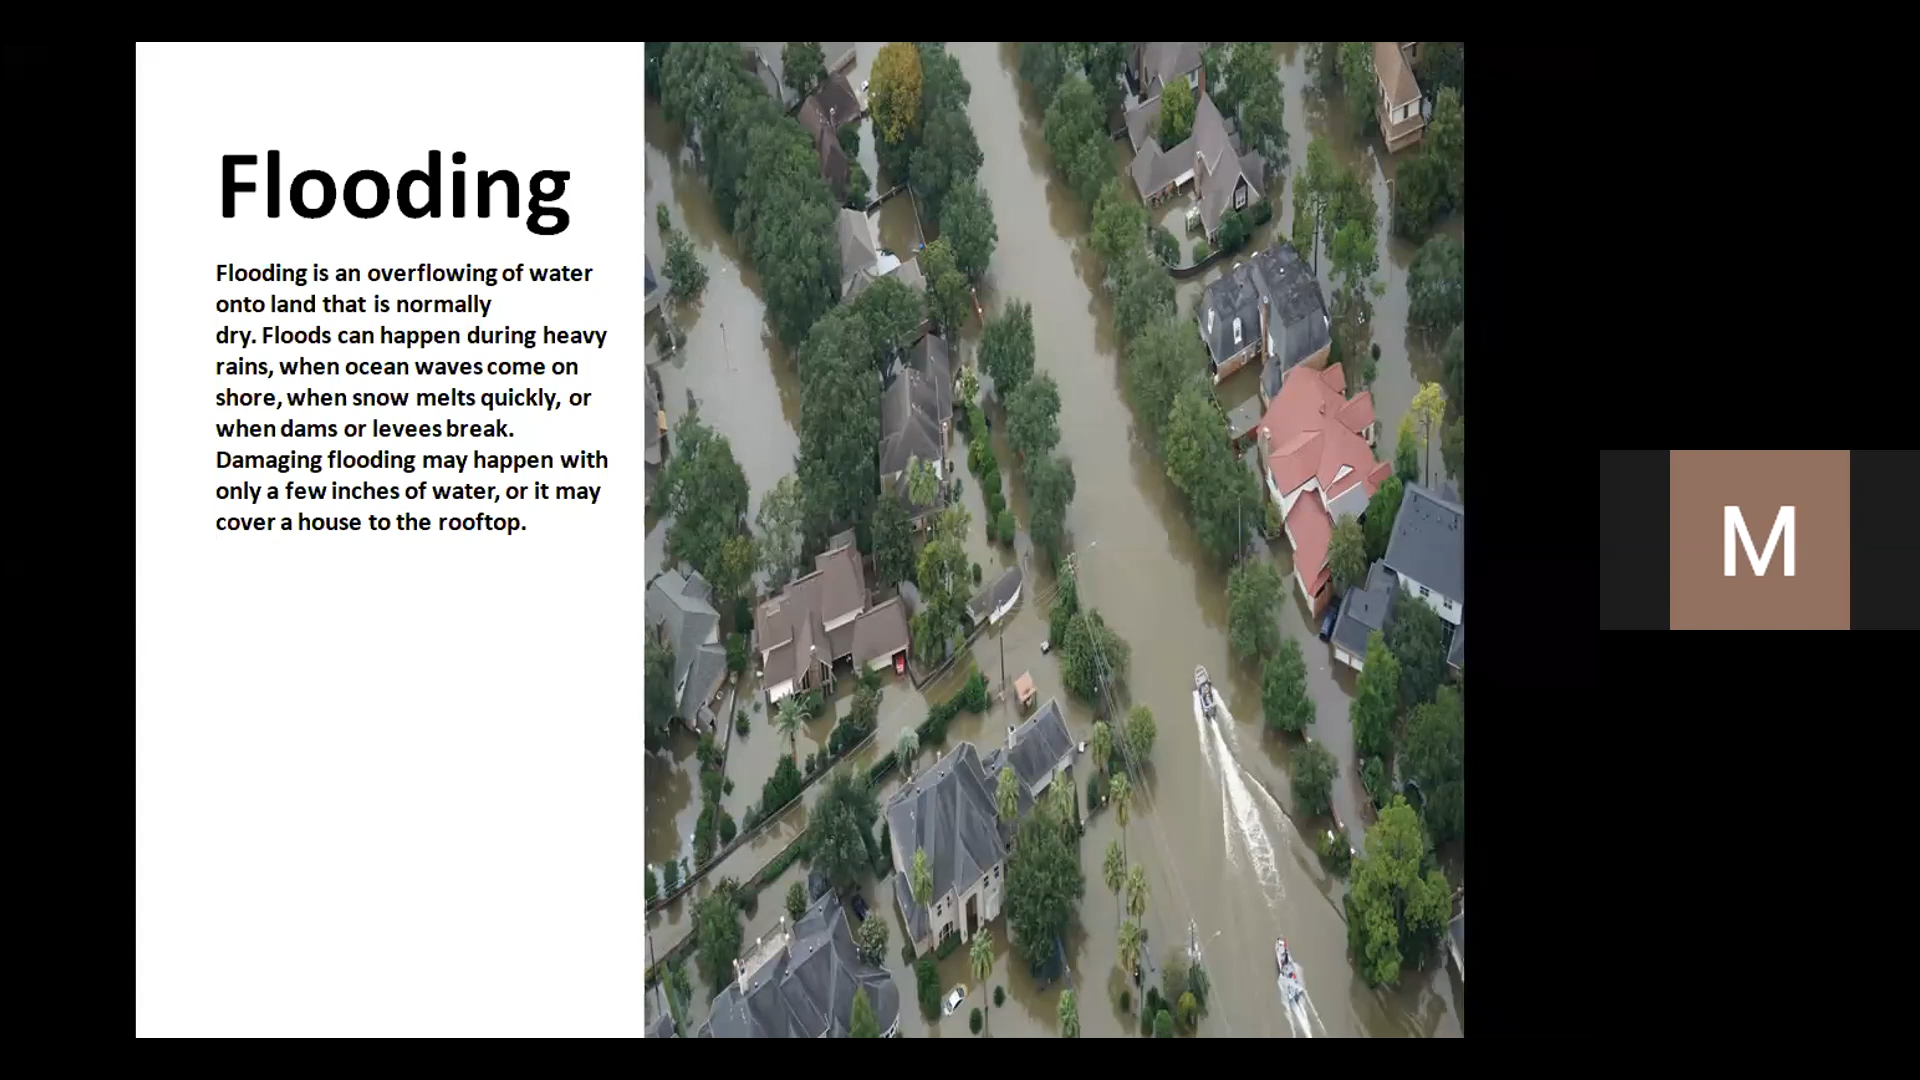 Flooding
Flooding is an overflowing of water
onto land that is normally
dry. Floods can happen during heavy
rains, when ocean waves come on
shore, when snow melts quickly, or
when dams or levees break.
Damaging flooding may happen with
only a few inches of water, or it may
cover a house to the rooftop.
M